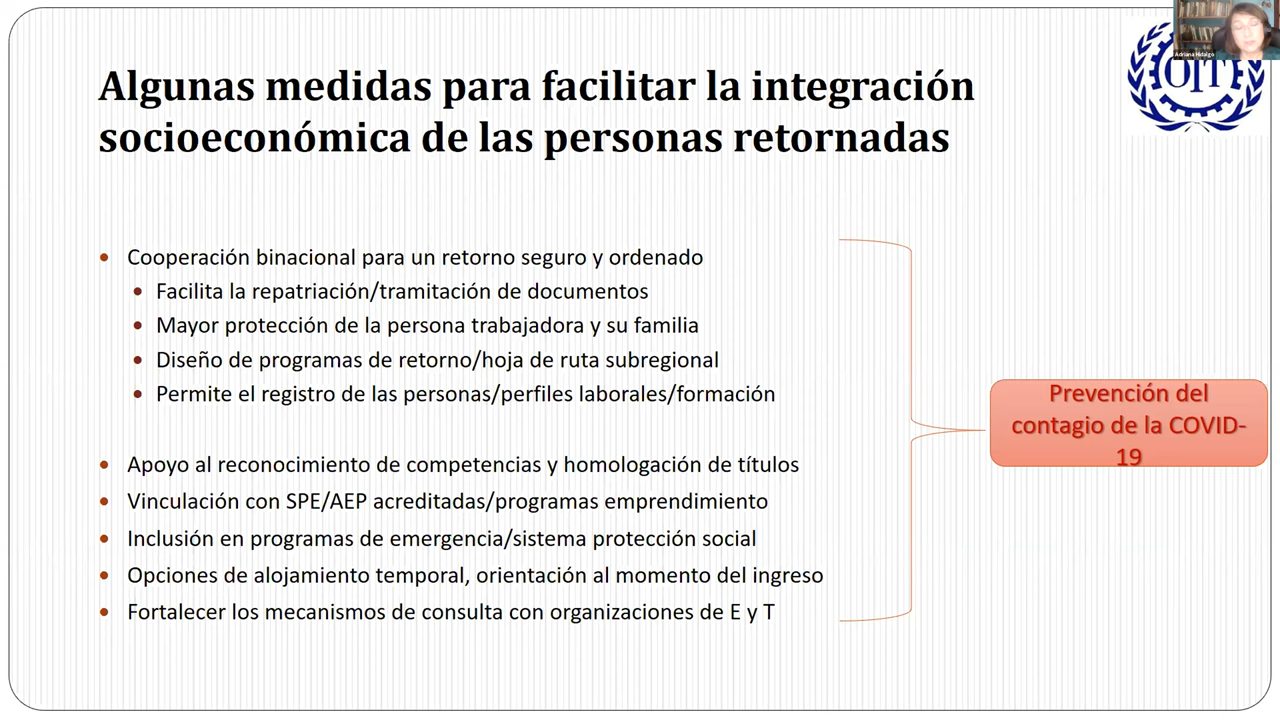 Adriana Hidalgo
OIT
Algunas medidas para facilitar la integración
socioeconómica de las personas retornadas
Cooperación binacional para un retorno seguro y ordenado
Facilita la repatriación/tramitación de documentos
Mayor protección de la persona trabajadora y su familia
Diseño de programas de retorno/hoja de ruta subregional
Permite el registro de las personas/perfiles laborales/formación
Apoyo al reconocimiento de competencias y homologación de títulos
Vinculación con SPE/AEP acreditadas/programas emprendimiento
Inclusión en programas de emergencia/sistema protección social
Opciones de alojamiento temporal, orientación al momento del ingreso
Fortalecer los mecanismos de consulta con organizaciones de E y T
Prevención del
contagio de la COVID-
19